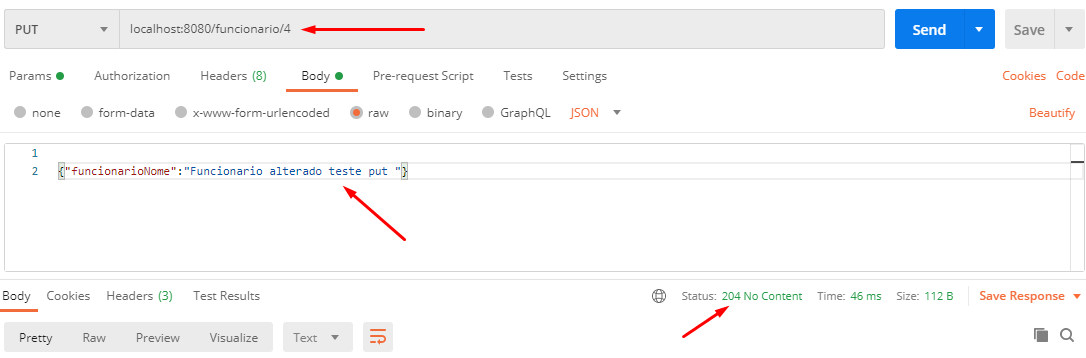 PUT localhost:8080/funcionario/4 Send Save
Params Authorization Headers (8) Body Pre-request Script Tests Settings Cookies Code
none form-data x-www-form-urlencoded raw binary GraphQL JSON Beautify
1
2 {"funcionarioNome":"Funcionario alterado teste put "}
Body Cookies Headers (3) Test Results Status: 204 No Content Time: 46 ms Size: 112 B Save Response
Pretty Raw Preview Visualize Text